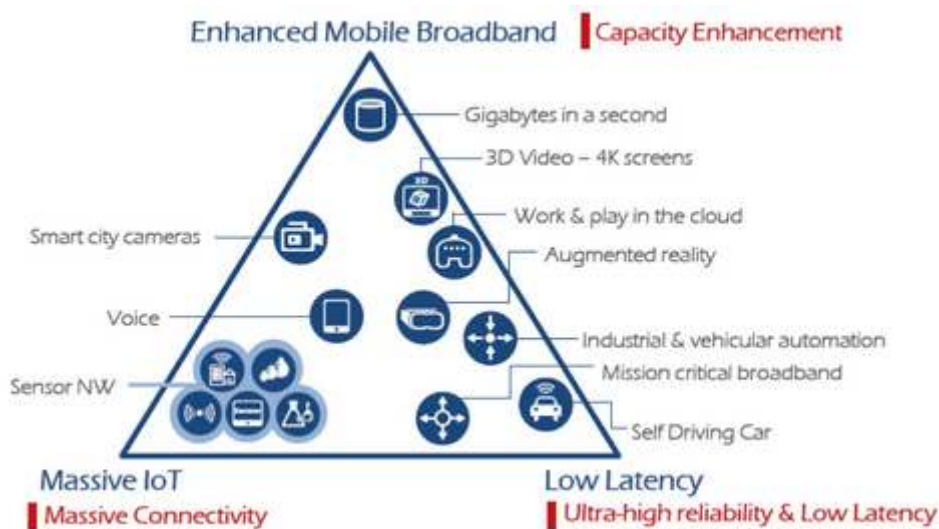 Enhanced Mobile Broadband
Capacity Enhancement
Gigabytes in a second
3D Video – 4K screens
Work & play in the cloud
Smart city cameras
Augmented reality
Voice
Industrial & vehicular automation
Mission critical broadband
Sensor NW
Self Driving Car
Massive IoT
Low Latency
Massive Connectivity
Ultra-high reliability & Low Latency